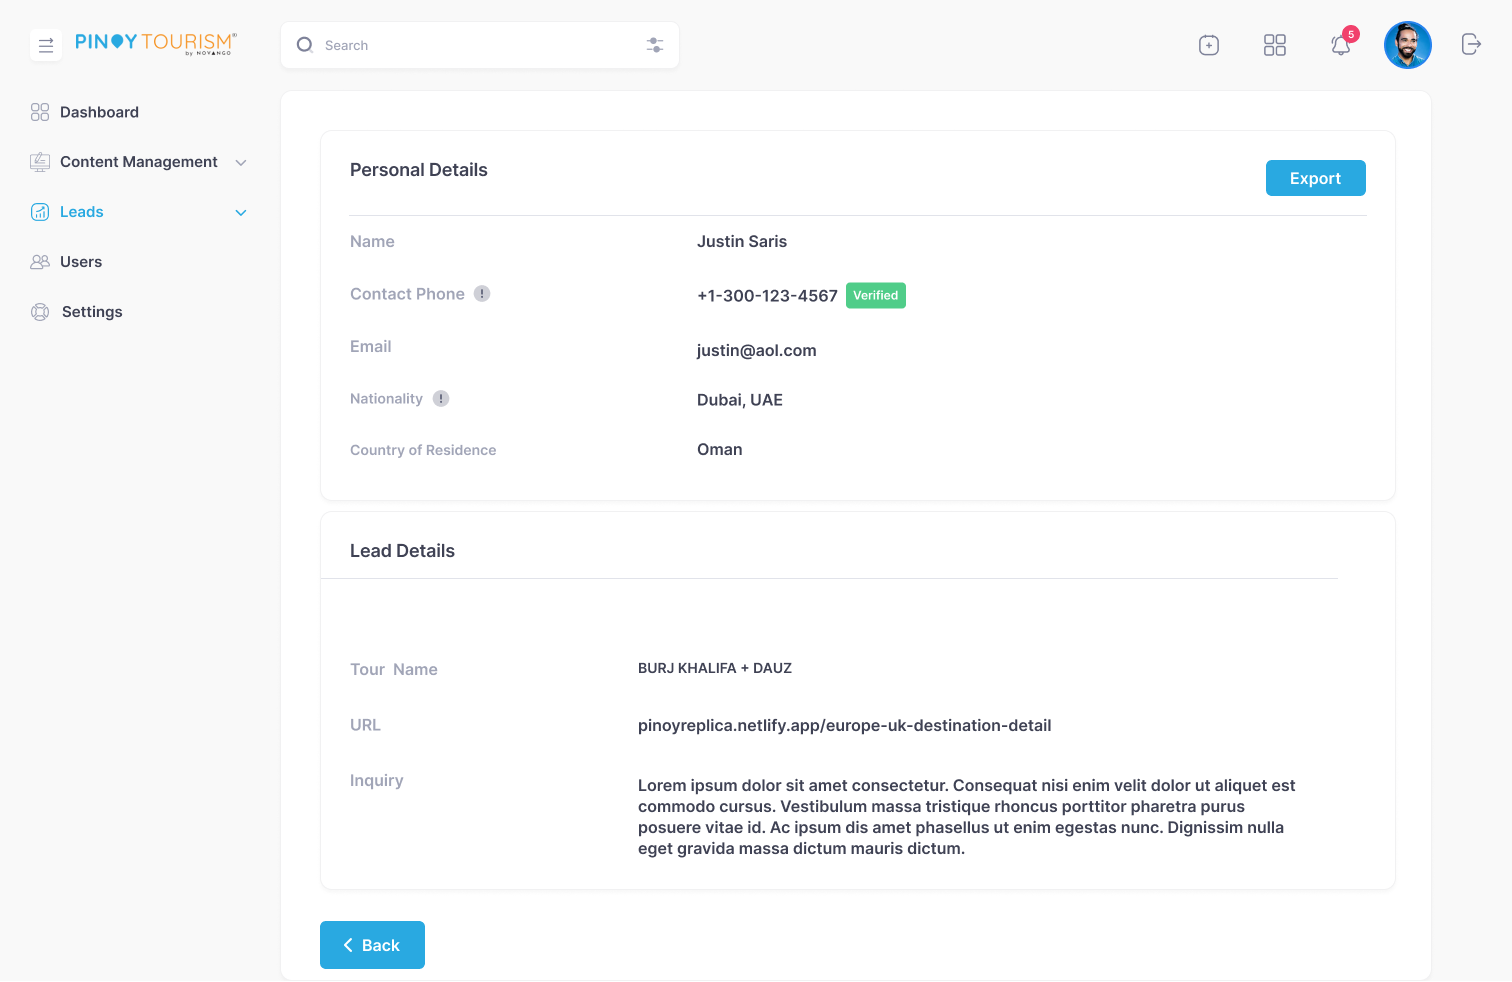 PINOY TOURISM®
by NOVANGO
Search
5
Dashboard
Content Management
Leads
Users
Settings
Personal Details
Export
Name
Justin Saris
Contact Phone !
+1-300-123-4567 Verified
Email
justin@aol.com
Nationality !
Dubai, UAE
Country of Residence
Oman
Lead Details
Tour Name
BURJ KHALIFA + DAUZ
URL
pinoyreplica.netlify.app/europe-uk-destination-detail
Inquiry
Lorem ipsum dolor sit amet consectetur. Consequat nisi enim velit dolor ut aliquet est
commodo cursus. Vestibulum massa tristique rhoncus porttitor pharetra purus
posuere vitae id. Ac ipsum dis amet phasellus ut enim egestas nunc. Dignissim nulla
eget gravida massa dictum mauris dictum.
Back